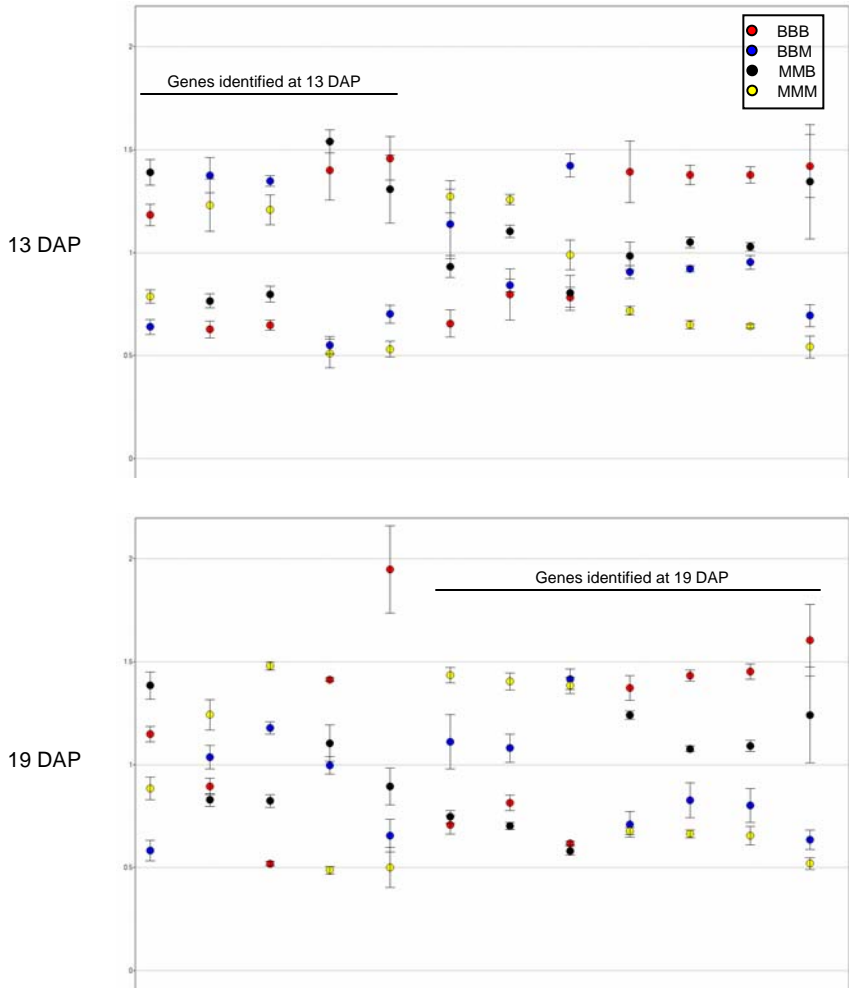 2
BBB
BBM
MMB
MMM
Genes identified at 13 DAP
1.5
13 DAP
1
0.5
0
2
Genes identified at 19 DAP
1.5
19 DAP
1
0.5
0